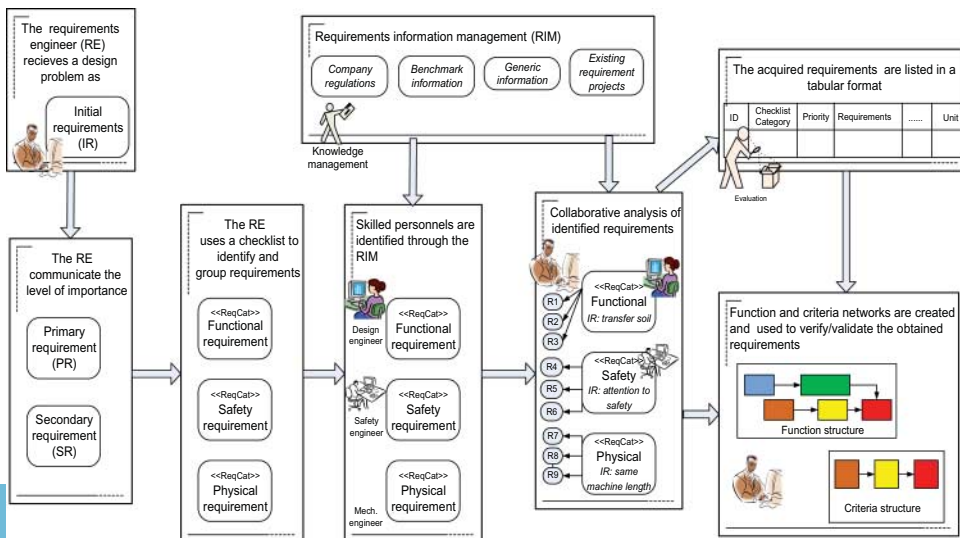 The requirements
engineer (RE)
recieves a design
problem as
Initial
requirements
(IR)
Requirements information management (RIM)
Company
regulations
Benchmark
information
Generic
information
Existing
requirement
projects
Knowledge
management
The acquired requirements are listed in a
tabular format
ID
Checklist
Category
Priority
Requirements
......
Unit
Evaluation
The RE
communicate the
level of importance
Primary
requirement
(PR)
Secondary
requirement
(SR)
The RE
uses a checklist to
identify and
group requirements
<<ReqCat>>
Functional
requirement
<<ReqCat>>
Safety
requirement
<<ReqCat>>
Physical
requirement
Skilled personnels are
identified through the
RIM
Design
engineer
<<ReqCat>>
Functional
requirement
Safety
engineer
<<ReqCat>>
Safety
requirement
Mech.
engineer
<<ReqCat>>
Physical
requirement
Collaborative analysis of
identified requirements
R1
R2
R3
<<ReqCat>>
Functional
IR: transfer soil
R4
R5
R6
<<ReqCat>>
Safety
IR: attention to
safety
R7
R8
R9
<<ReqCat>>
Physical
IR: same
machine length
Function and criteria networks are created
and used to verify/validate the obtained
requirements
Function structure
Criteria structure